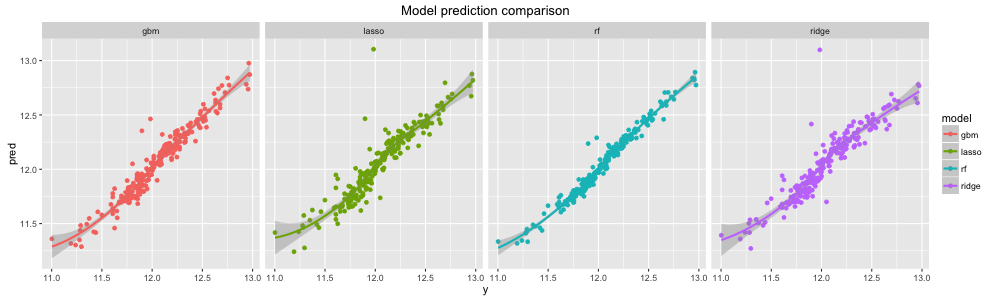 Model prediction comparison
gbm lasso rf ridge
13.0
12.5
12.0
11.5
pred
11.0 11.5 12.0 12.5 13.0 11.0 11.5 12.0 12.5 13.0 11.0 11.5 12.0 12.5 13.0 11.0 11.5 12.0 12.5 13.0
y
model
gbm
lasso
rf
ridge